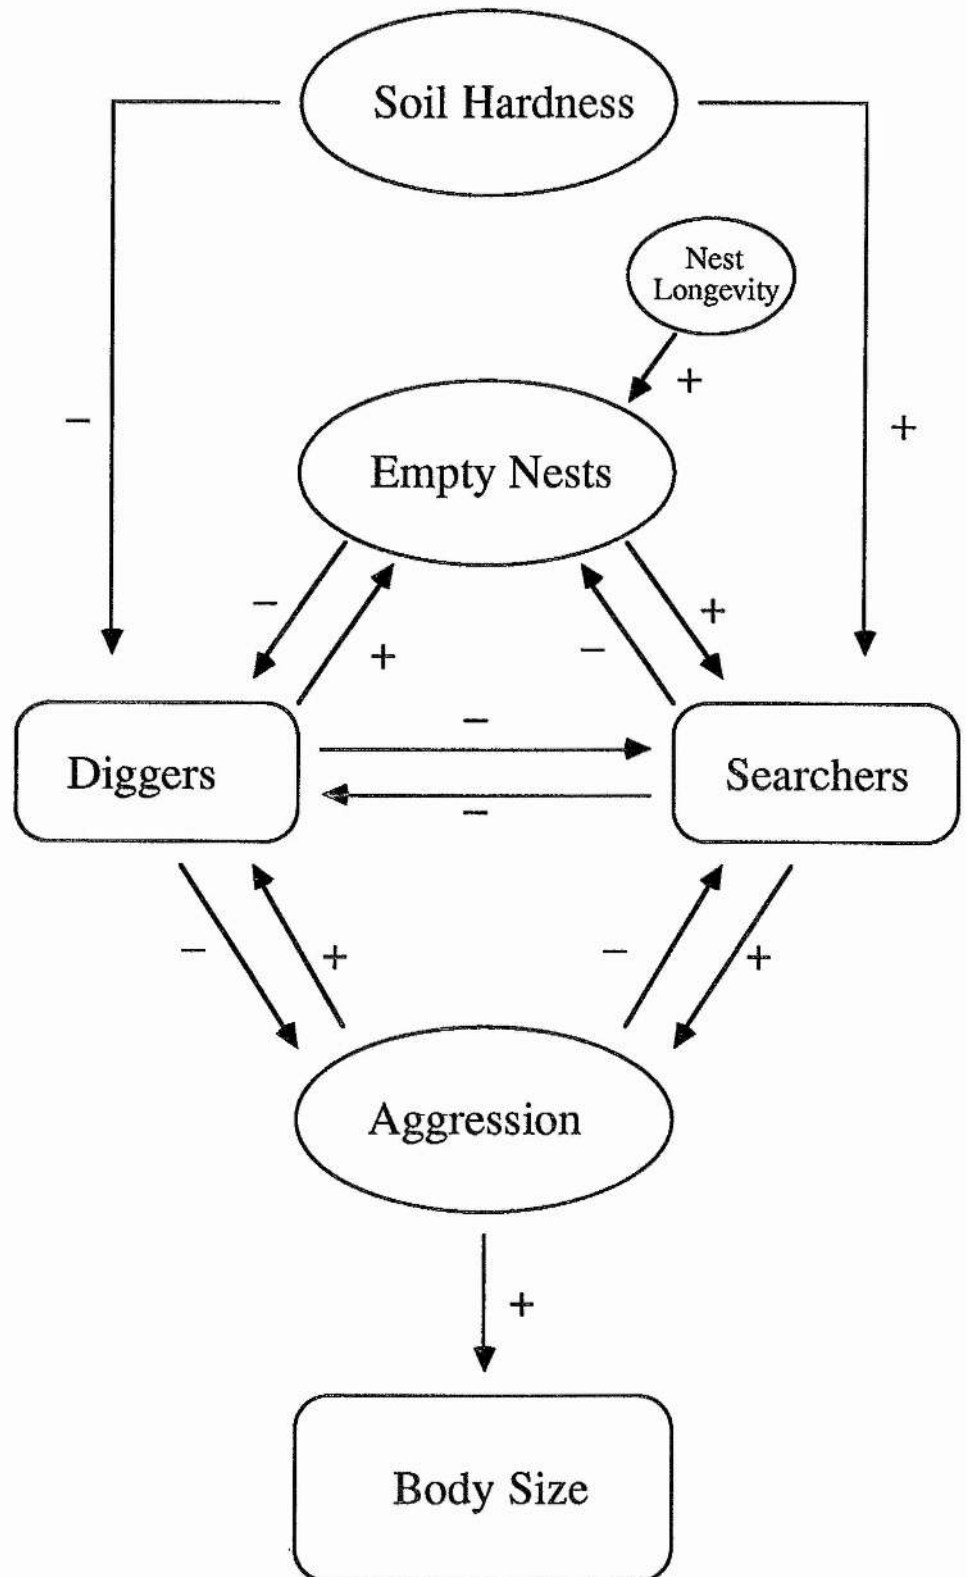 Soil Hardness
Nest
Longevity
+
−
+
Empty Nests
−
+
+
−
−
Diggers
Searchers
−
−
+
−
+
Aggression
+
Body Size